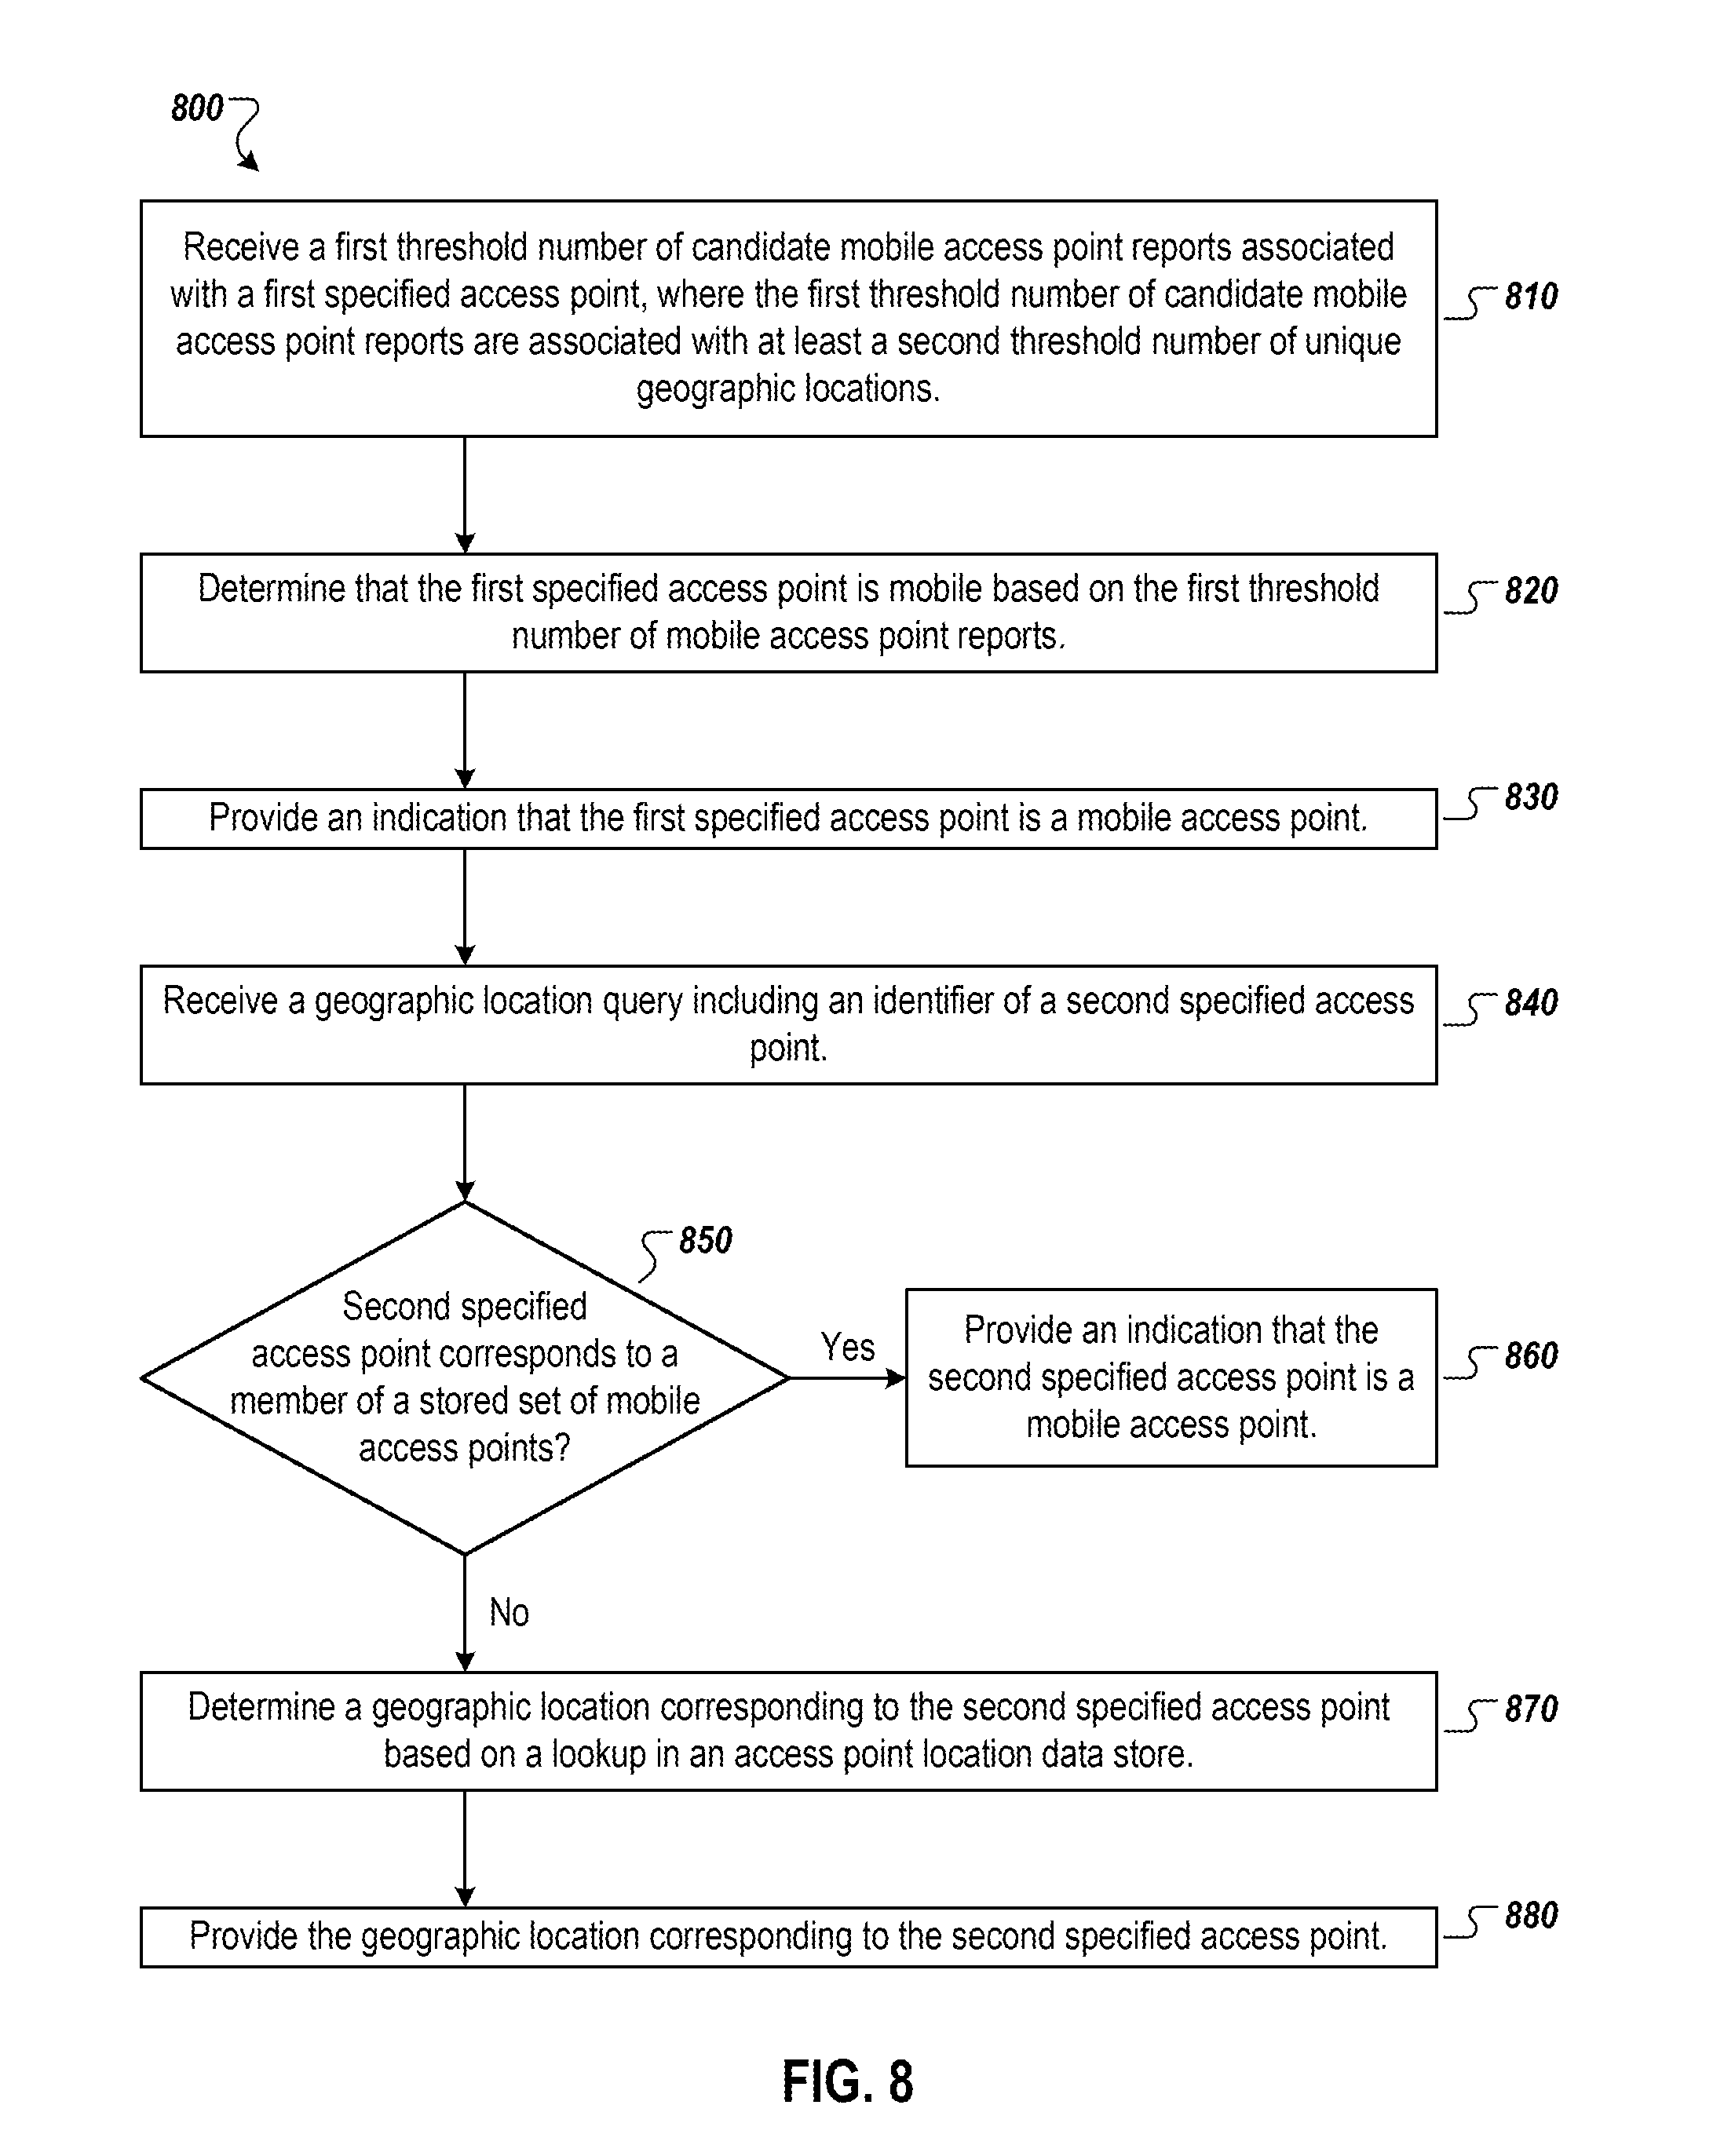 800
Receive a first threshold number of candidate mobile access point reports associated
with a first specified access point, where the first threshold number of candidate mobile
access point reports are associated with at least a second threshold number of unique
geographic locations.
810
Determine that the first specified access point is mobile based on the first threshold
number of mobile access point reports.
820
Provide an indication that the first specified access point is a mobile access point.
830
Receive a geographic location query including an identifier of a second specified access
point.
840
850
Second specified
access point corresponds to a
member of a stored set of mobile
access points?
Yes
Provide an indication that the
second specified access point is a
mobile access point.
860
No
Determine a geographic location corresponding to the second specified access point
based on a lookup in an access point location data store.
870
Provide the geographic location corresponding to the second specified access point.
880
FIG. 8